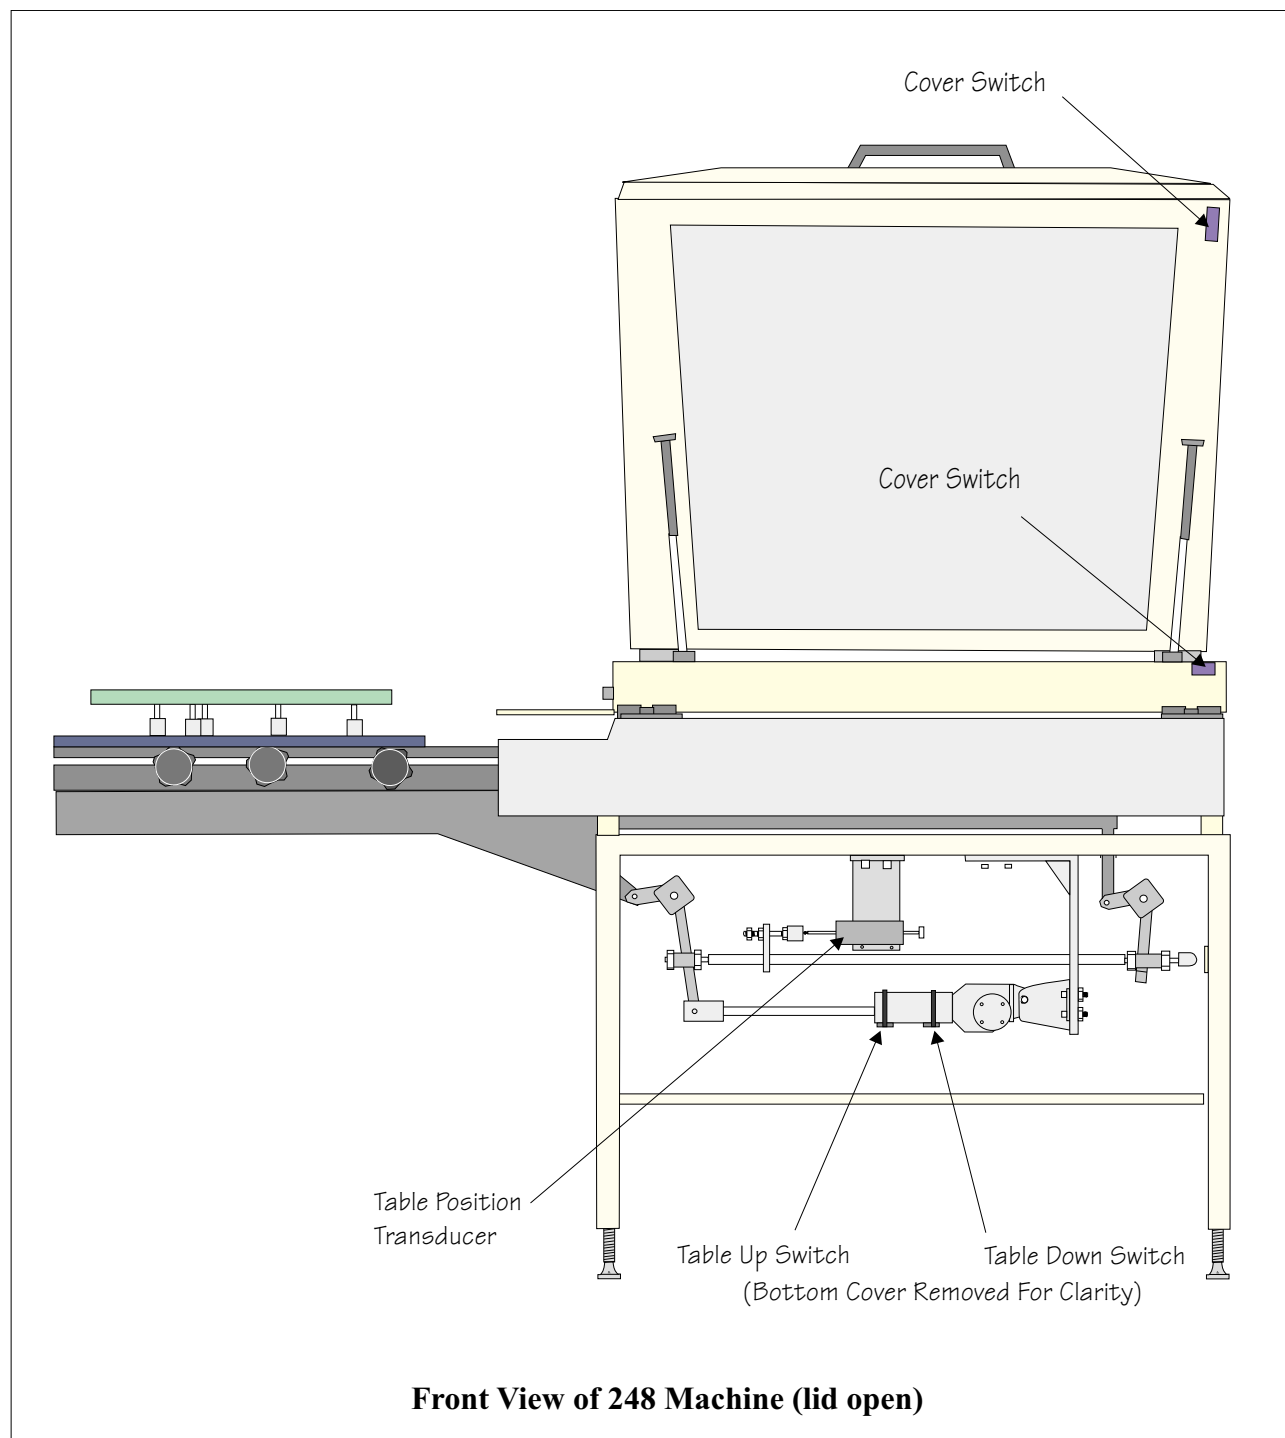 Cover Switch
Cover Switch
Table Position
Transducer
Table Up Switch
Table Down Switch
(Bottom Cover Removed For Clarity)
Front View of 248 Machine (lid open)